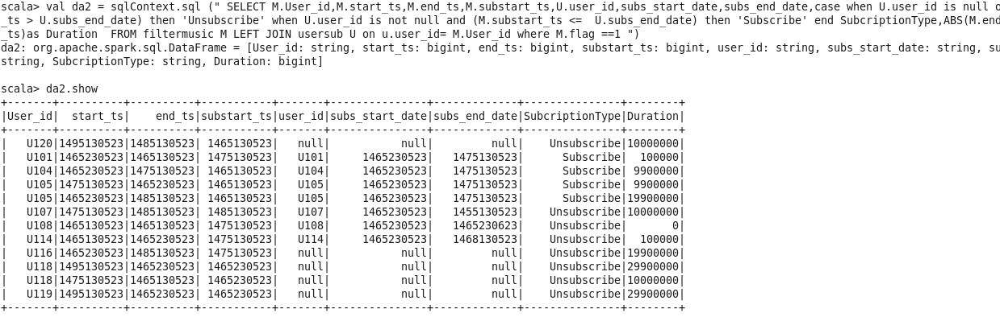 scala> val da2 = sqlContext.sql (" SELECT M.User_id,M.start_ts,M.end_ts,M.substart_ts,U.user_id,subs_start_date,subs_end_date,case when U.user_id is null o
_ts > U.subs_end_date) then 'Unsubscribe' when U.user_id is not null and (M.substart_ts <=  U.subs_end_date) then 'Subscribe' end SubcriptionType,ABS(M.end
_ts)as Duration  FROM filtermusic M LEFT JOIN usersub U on u.user_id= M.User_id where M.flag ==1 ")
da2: org.apache.spark.sql.DataFrame = [User_id: string, start_ts: bigint, end_ts: bigint, substart_ts: bigint, user_id: string, subs_start_date: string, su
string, SubcriptionType: string, Duration: bigint]
scala> da2.show
+-------+----------+----------+-----------+-------+---------------+-------------+---------------+--------+
|User_id|  start_ts|    end_ts|substart_ts|user_id|subs_start_date|subs_end_date|SubcriptionType|Duration|
+-------+----------+----------+-----------+-------+---------------+-------------+---------------+--------+
|   U120|1495130523|1485130523| 1465130523|   null|           null|         null|    Unsubscribe|10000000|
|   U101|1465230523|1465130523| 1475130523|   U101|     1465230523|   1475130523|      Subscribe|  100000|
|   U104|1465230523|1475130523| 1465130523|   U104|     1465230523|   1475130523|      Subscribe| 9900000|
|   U105|1475130523|1465230523| 1465130523|   U105|     1465230523|   1475130523|      Subscribe| 9900000|
|   U105|1465230523|1485130523| 1465130523|   U105|     1465230523|   1475130523|      Subscribe|19900000|
|   U107|1475130523|1485130523| 1485130523|   U107|     1465230523|   1455130523|    Unsubscribe|10000000|
|   U108|1465130523|1465130523| 1475130523|   U108|     1465230523|   1465230623|    Unsubscribe|       0|
|   U114|1465130523|1465230523| 1475130523|   U114|     1465230523|   1468130523|    Unsubscribe|  100000|
|   U116|1465230523|1485130523| 1475130523|   null|           null|         null|    Unsubscribe|19900000|
|   U118|1495130523|1465230523| 1465230523|   null|           null|         null|    Unsubscribe|29900000|
|   U118|1475130523|1465130523| 1465230523|   null|           null|         null|    Unsubscribe|10000000|
|   U119|1495130523|1465230523| 1465230523|   null|           null|         null|    Unsubscribe|29900000|
+-------+----------+----------+-----------+-------+---------------+-------------+---------------+--------+